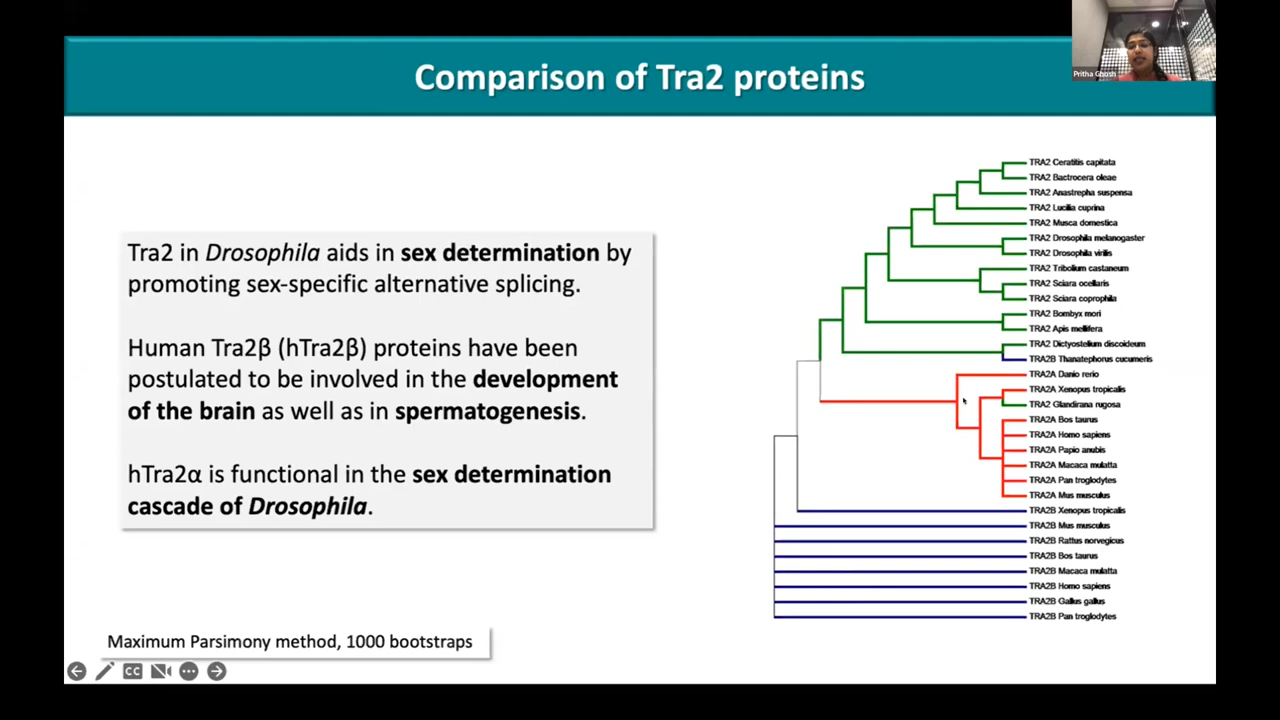 Comparison of Tra2 proteins
Pritha Ghosh
Tra2 in Drosophila aids in sex determination by
promoting sex-specific alternative splicing.
Human Tra2β (hTra2β) proteins have been
postulated to be involved in the development
of the brain as well as in spermatogenesis.
hTra2α is functional in the sex determination
cascade of Drosophila.
Maximum Parsimony method, 1000 bootstraps
CC
TRA2 Ceratitis capitata
TRA2 Bactrocera oleae
TRA2 Anastrepha suspensa
TRA2 Lucilia cuprina
TRA2 Musca domestica
TRA2 Drosophila melanogaster
TRA2 Drosophila virilis
TRA2 Tribolium castaneum
TRA2 Sciara ocellaris
TRA2 Sciara coprophila
TRA2 Bombyx mori
TRA2 Apis mellifera
TRA2 Dictyostelium discoideum
TRA2B Thanatephorus cucumeris
TRA2A Danio rerio
TRA2A Xenopus tropicalis
TRA2 Glandirana rugosa
TRA2A Bos taurus
TRA2A Homo sapiens
TRA2A Papio anubis
TRA2A Macaca mulatta
TRA2A Pan troglodytes
TRA2A Mus musculus
TRA2B Xenopus tropicalis
TRA2B Mus musculus
TRA2B Rattus norvegicus
TRA2B Bos taurus
TRA2B Macaca mulatta
TRA2B Homo sapiens
TRA2B Gallus gallus
TRA2B Pan troglodytes